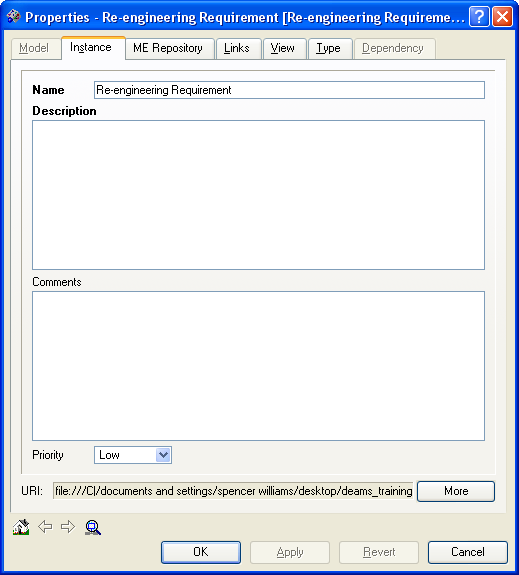 Properties - Re-engineering Requirement [Re-engineering Requireme...
Model Instance ME Repository Links View Type Dependency
Name Re-engineering Requirement
Description
Comments
Priority Low
URI: file:///C|/documents and settings/spencer williams/desktop/deams_training More
OK Apply Revert Cancel